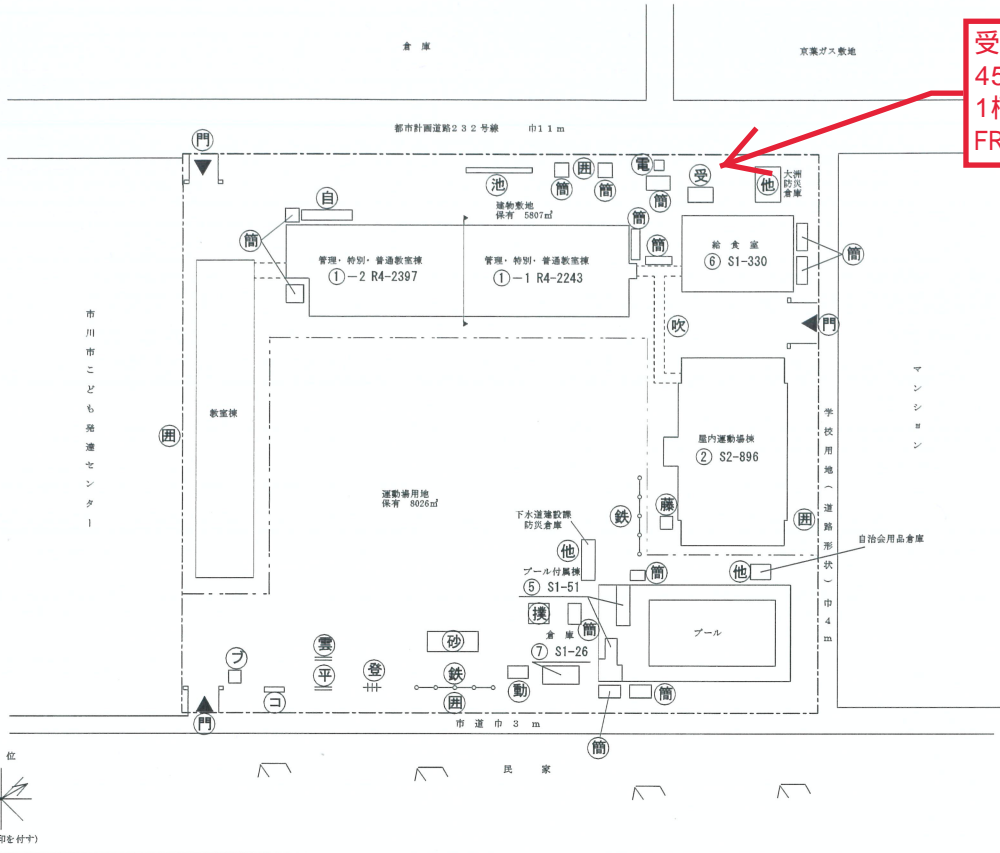 倉 庫
京葉ガス敷地
受
45
1
FR
都市計画道路232号線 巾11m
門
池
簡
囲
簡
電
簡
受
他
大洲
防災
倉庫
自
建物敷地
保有 5807㎡
簡
簡
簡
管理・特別・普通教室棟
①-2 R4-2397
管理・特別・普通教室棟
①-1 R4-2243
給 食 室
⑥ S1-330
簡
吹
門
市川市こども発達センター
マンション
教室棟
囲
屋内運動場棟
② S2-896
学校用地(道路形状)巾4m
運動場用地
保有 8026㎡
下水道建設課
防災倉庫
鉄
藤
囲
自治会用品倉庫
他
プール付属棟
⑤ S1-51
簡
他
撲
簡
倉 庫
⑦ S1-26
プール
ブ
コ
雲
平
登
砂
鉄
囲
動
簡
簡
門
市道巾3m
民 家
位
印を付す)